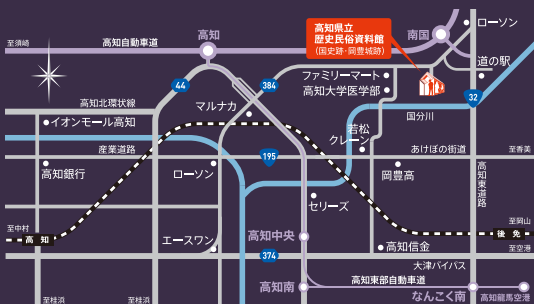 高知県立
歴史民俗資料館
(国史跡･岡豊城跡)
高知
南国
ローソン
至須崎
高知自動車道
道の駅
ファミリーマート
高知大学医学部
44
384
32
高知北環状線
マルナカ
国分川
イオンモール高知
若松
クレーン
産業道路
195
あけぼの街道
至香美
高知銀行
ローソン
岡豊高
高知東道路
セリーズ
至中村
高知
エースワン
高知中央
高知信金
至岡山
後免
至空港
374
大津バイパス
高知南
高知東部自動車道
なんこく南
高知龍馬空港
至桂浜
至桂浜